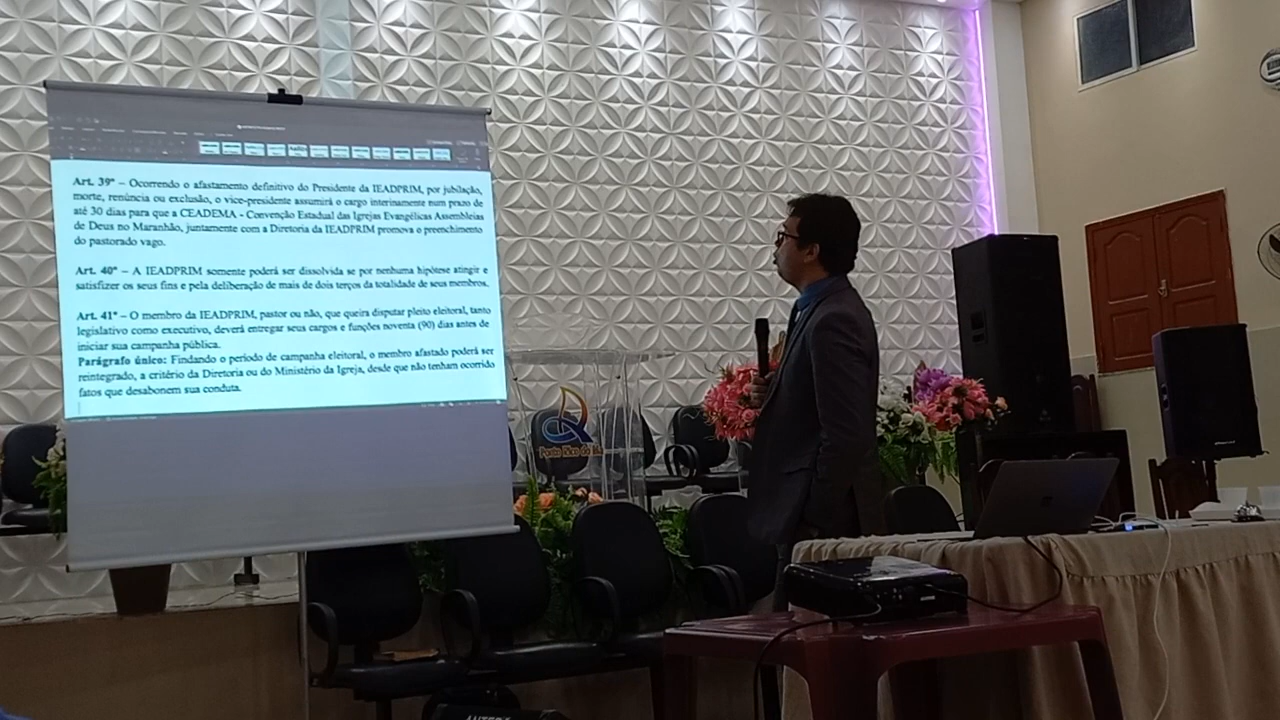 Art. 39º – Ocorrendo o afastamento definitivo do Presidente da IEADPRIM, por jubilação,
morte, renúncia ou exclusão, o vice-presidente assumirá o cargo interinamente num prazo de
até 30 dias para que a CEADEMA - Convenção Estadual das Igrejas Evangélicas Assembleias
de Deus no Maranhão, juntamente com a Diretoria da IEADPRIM promova o preenchimento
do pastorado vago.
Art. 40º – A IEADPRIM somente poderá ser dissolvida se por nenhuma hipótese atingir e
satisfizer os seus fins e pela deliberação de mais de dois terços da totalidade de seus membros.
Art. 41º – O membro da IEADPRIM, pastor ou não, que queira disputar pleito eleitoral, tanto
legislativo como executivo, deverá entregar seus cargos e funções noventa (90) dias antes de
iniciar sua campanha pública.
Parágrafo único: Findando o período de campanha eleitoral, o membro afastado poderá ser
reintegrado, a critério da Diretoria ou do Ministério da Igreja, desde que não tenham ocorrido
fatos que desabonem sua conduta.
Porto Rico do